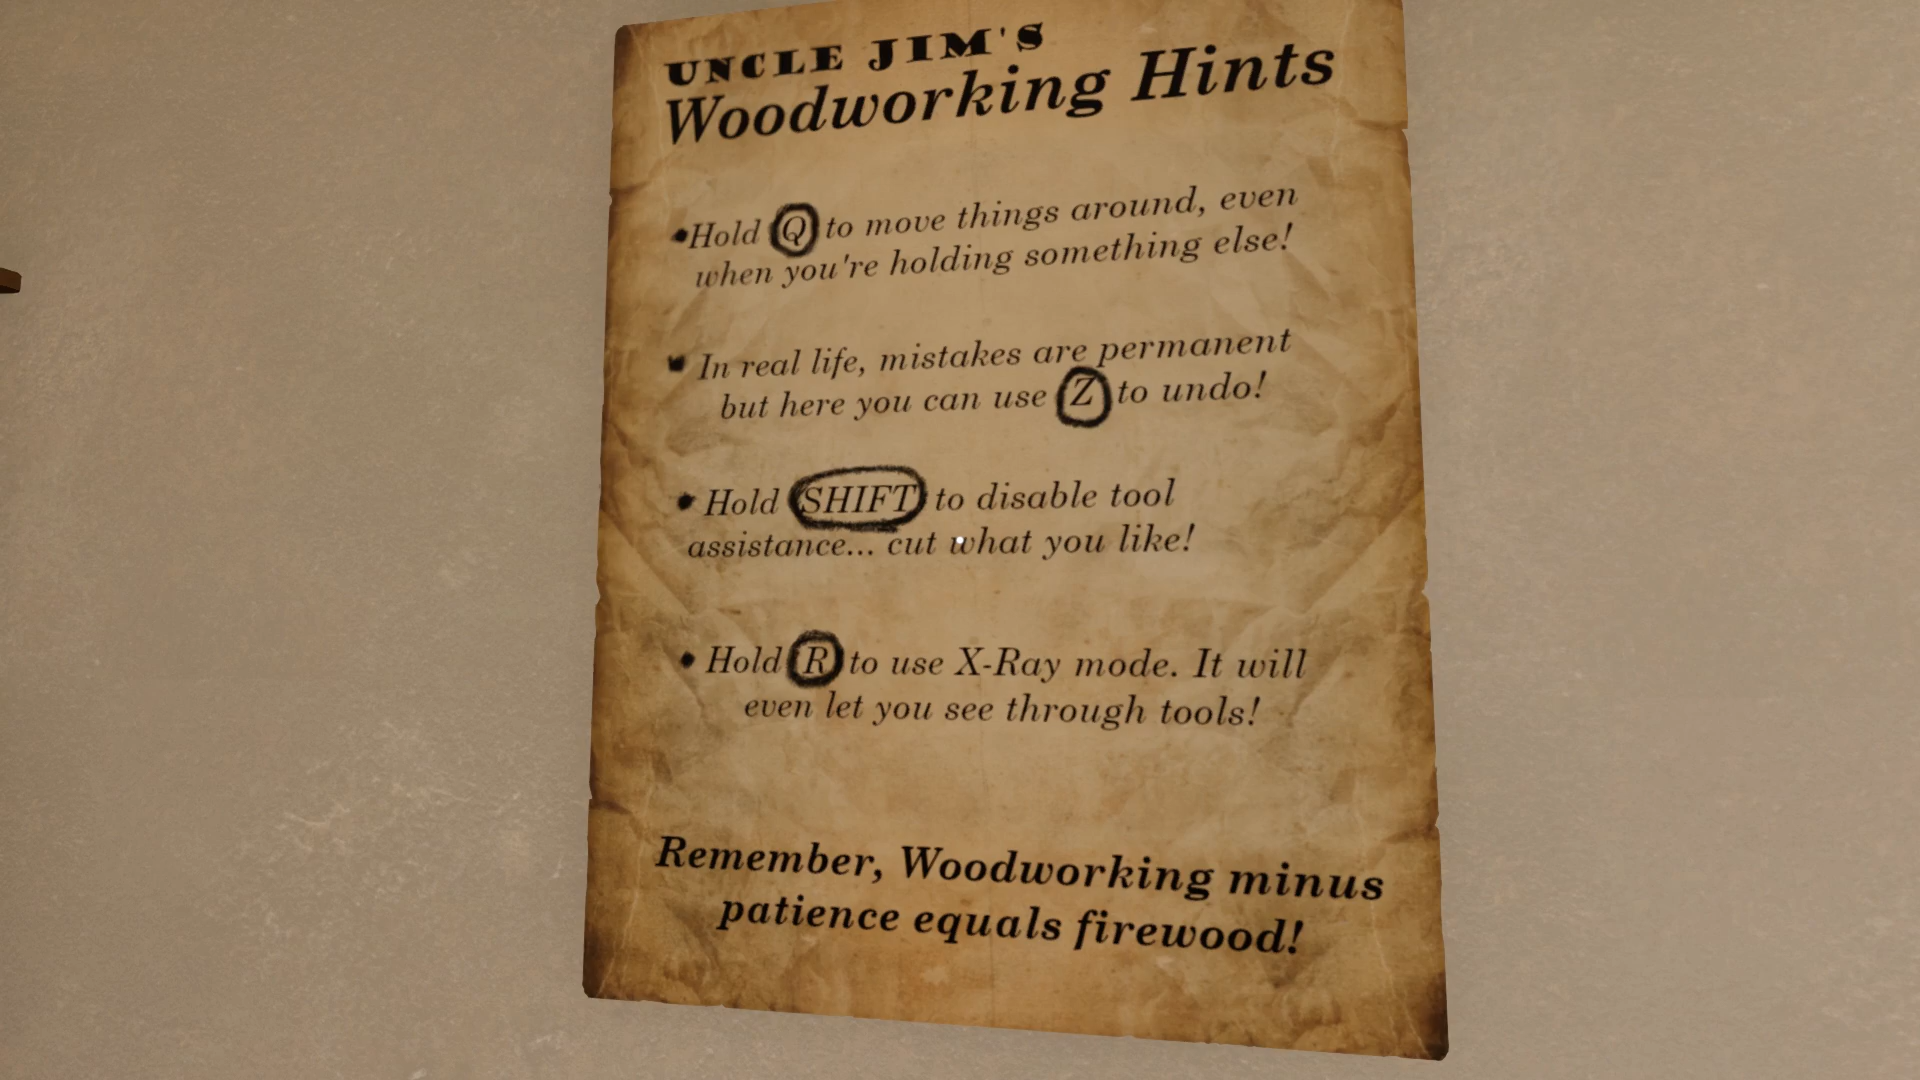 UNCLE JIM'S
Woodworking Hints
•Hold Q to move things around, even
when you're holding something else!
• In real life, mistakes are permanent
but here you can use Z to undo!
• Hold SHIFT to disable tool
assistance... cut what you like!
• Hold R to use X-Ray mode. It will
even let you see through tools!
Remember, Woodworking minus
patience equals firewood!